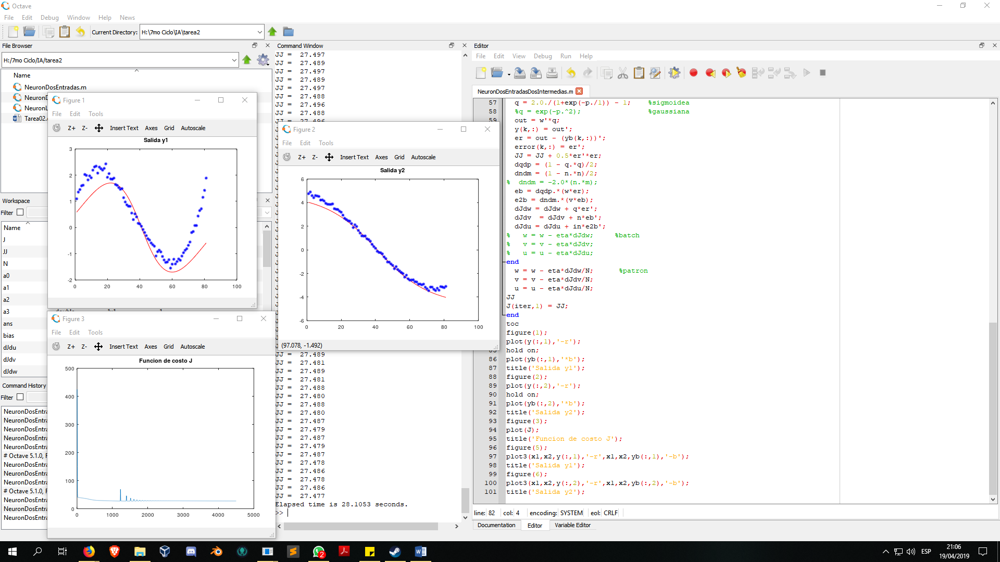 Octave
File Edit Debug Window Help News
Current Directory: H:\7mo Ciclo\IA\tarea2
File Browser
H:/7mo Ciclo/IA/tarea2
Name
NeuronDosEntradas.m
NeuronD
NeuronL
Tarea02.
Workspace
Filter
Name
J
JJ
N
a0
a1
a2
a3
ans
bias
dJdu
dJdv
dJdw
Command History
Filter
NeuronDosEntra
NeuronDosEntra
NeuronDosEntra
NeuronDosEntra
NeuronDosEntra
# Octave 5.1.0, F
NeuronDosEntra
NeuronDosEntra
NeuronDosEntra
# Octave 5.1.0, F
NeuronDosEntra
NeuronDosEntra
NeuronDosEntra
Figure 1
File Edit Tools
Z+ Z- Insert Text Axes Grid Autoscale
Salida y1
3
2
1
0
-1
-2
0 20 40 60 80 100
Figure 3
File Edit Tools
Z+ Z- Insert Text Axes Grid Autoscale
Funcion de costo J
500
400
300
200
100
0
0 1000 2000 3000 4000 5000
Command Window
JJ = 27.497
JJ = 27.489
JJ = 27.497
JJ = 27.489
JJ = 27.497
JJ = 27.488
JJ = 27.496
JJ = 27.488
JJ = 27.496
Figure 2
File Edit Tools
Z+ Z- Insert Text Axes Grid Autoscale
Salida y2
6
4
2
0
-2
-4
-6
0 20 40 60 80 100
(97.078, -1.492)
JJ = 27.489
JJ = 27.481
JJ = 27.489
JJ = 27.481
JJ = 27.488
JJ = 27.480
JJ = 27.488
JJ = 27.480
JJ = 27.487
JJ = 27.479
JJ = 27.487
JJ = 27.479
JJ = 27.487
JJ = 27.478
JJ = 27.486
JJ = 27.478
JJ = 27.486
JJ = 27.477
Elapsed time is 28.1053 seconds.
>>
Editor
File Edit View Debug Run Help
NeuronDosEntradasDosIntermedias.m
57 q = 2.0./(1+exp(-p./1)) - 1; %sigmoidea
58 %q = exp(-p.^2); %gaussiana
59 out = w'*q;
y(k,:) = out';
er = out - (yb(k,:))';
error(k,:) = er';
JJ = JJ + 0.5*er'*er;
dqdp = (1 - q.*q)/2;
dndm = (1 - n.*n)/2;
% dndm = -2.0*(n.*m);
eb = dqdp.*(w*er);
e2b = dndm.*(v*eb);
dJdw = dJdw + q*er';
dJdv = dJdv + n*eb';
dJdu = dJdu + in*e2b';
% w = w - eta*dJdw; %batch
% v = v - eta*dJdv;
% u = u - eta*dJdu;
end
w = w - eta*dJdw/N; %patron
v = v - eta*dJdv/N;
u = u - eta*dJdu/N;
JJ
J(iter,1) = JJ;
end
toc
figure(1);
plot(y(:,1),'-r');
85 hold on;
86 plot(yb(:,1),'*b');
87 title('Salida y1');
88 figure(2);
89 plot(y(:,2),'-r');
90 hold on;
91 plot(yb(:,2),'*b');
92 title('Salida y2');
93 figure(3);
94 plot(J);
95 title('Funcion de costo J');
96 figure(5);
97 plot3(x1,x2,y(:,1),'-r',x1,x2,yb(:,1),'-b');
98 title('Salida y1');
99 figure(6);
100 plot3(x1,x2,y(:,2),'-r',x1,x2,yb(:,2),'-b');
101 title('Salida y2');
line: 82 col: 4 encoding: SYSTEM eol: CRLF
Documentation Editor Variable Editor
2
ESP
21:06
19/04/2019